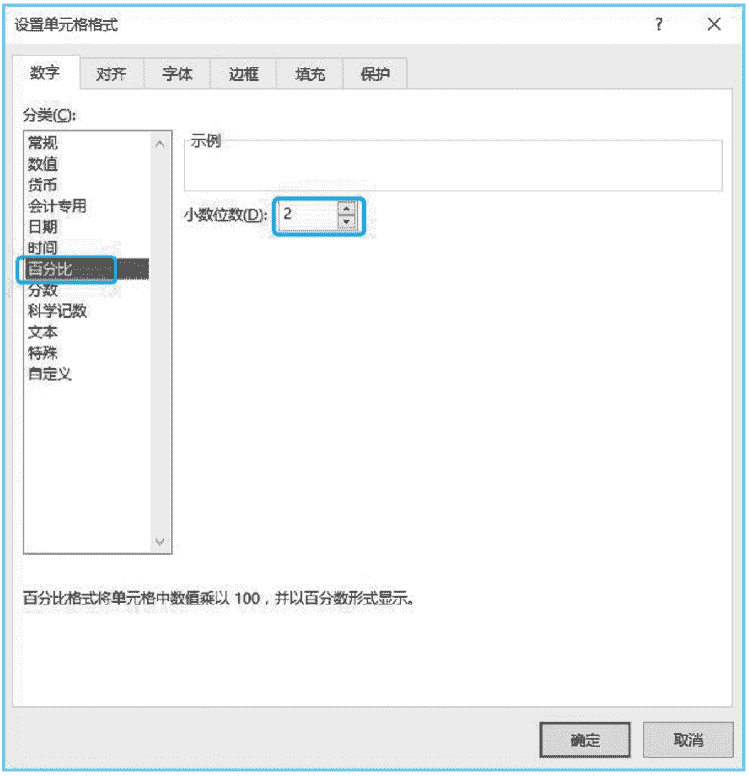 设置单元格格式 ?
数字 对齐 字体 边框 填充 保护
分类(C):
常规
数值
货币
会计专用
日期
时间
百分比
分数
科学记数
文本
特殊
自定义
示例
小数位数(D): 2
百分比格式将单元格中数值乘以 100，并以百分数形式显示。
确定 取消